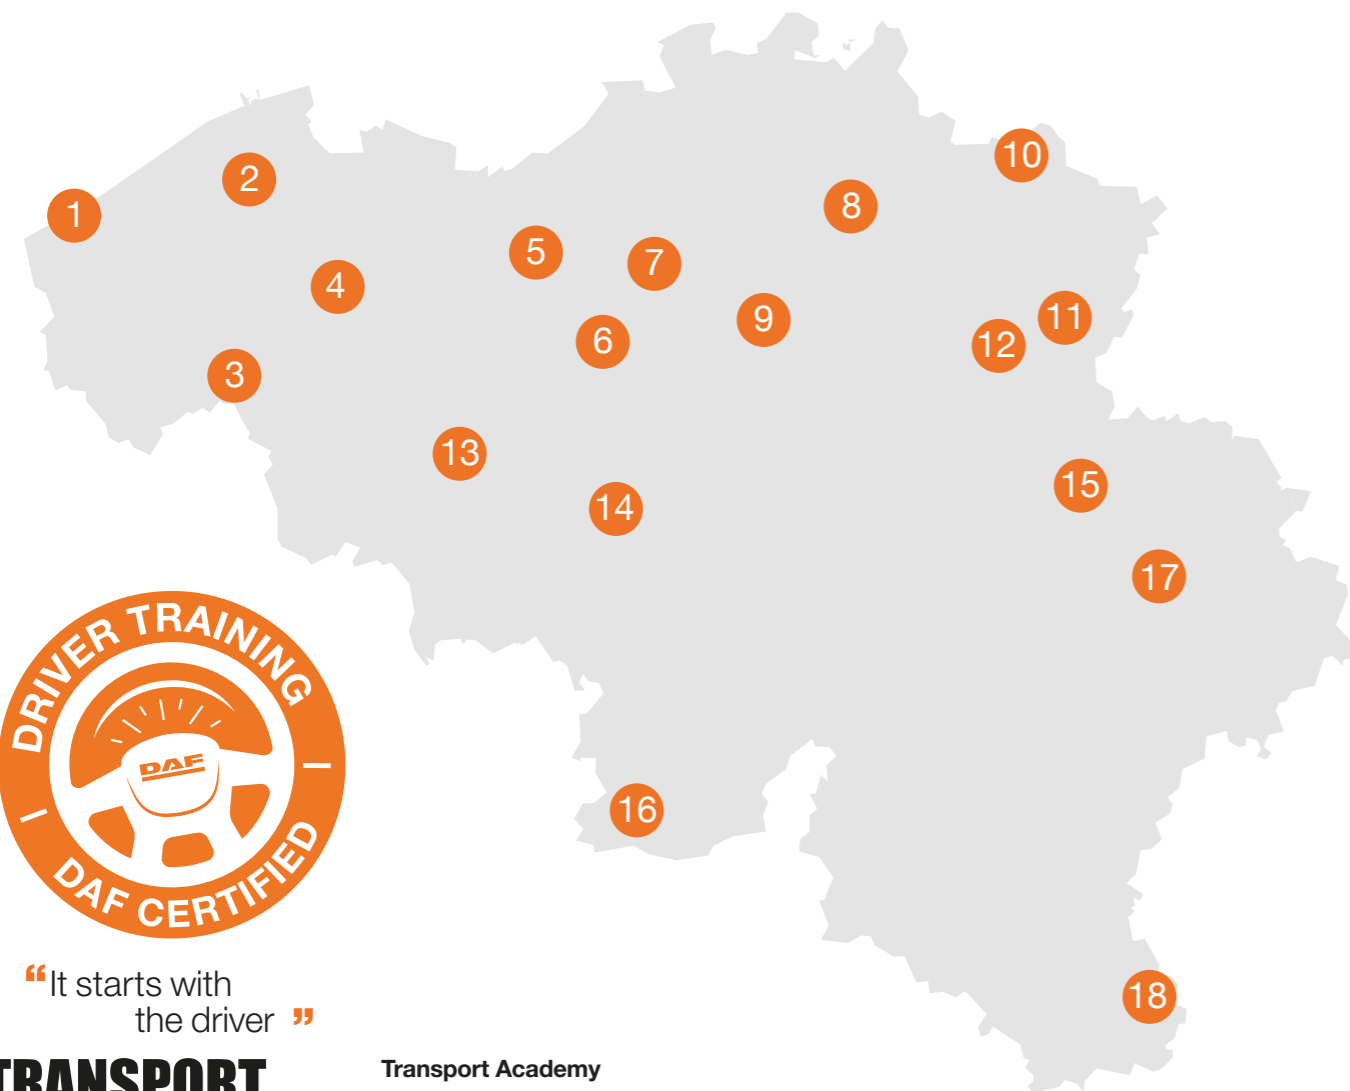 10
2
8
1
5
7
4
11
9
6
12
3
13
15
14
17
DRIVER TRAINING
DAF
DAF CERTIFIED
16
“It starts with
the driver ”
18
TRANSPORT
Transport Academy